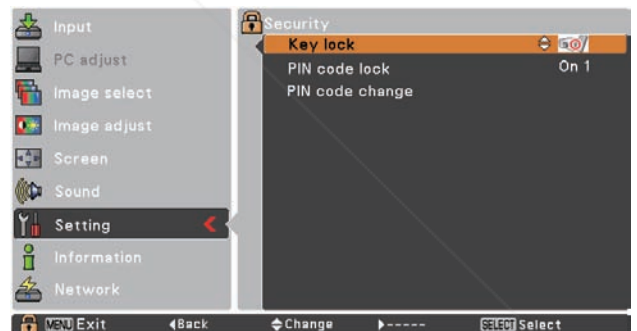 Input
PC adjust
Image select
Image adjust
Screen
Sound
Setting
Information
Network
Security
Key lock
PIN code lock On 1
PIN code change
MENU Exit ◀Back Change ▶----- SELECT Select